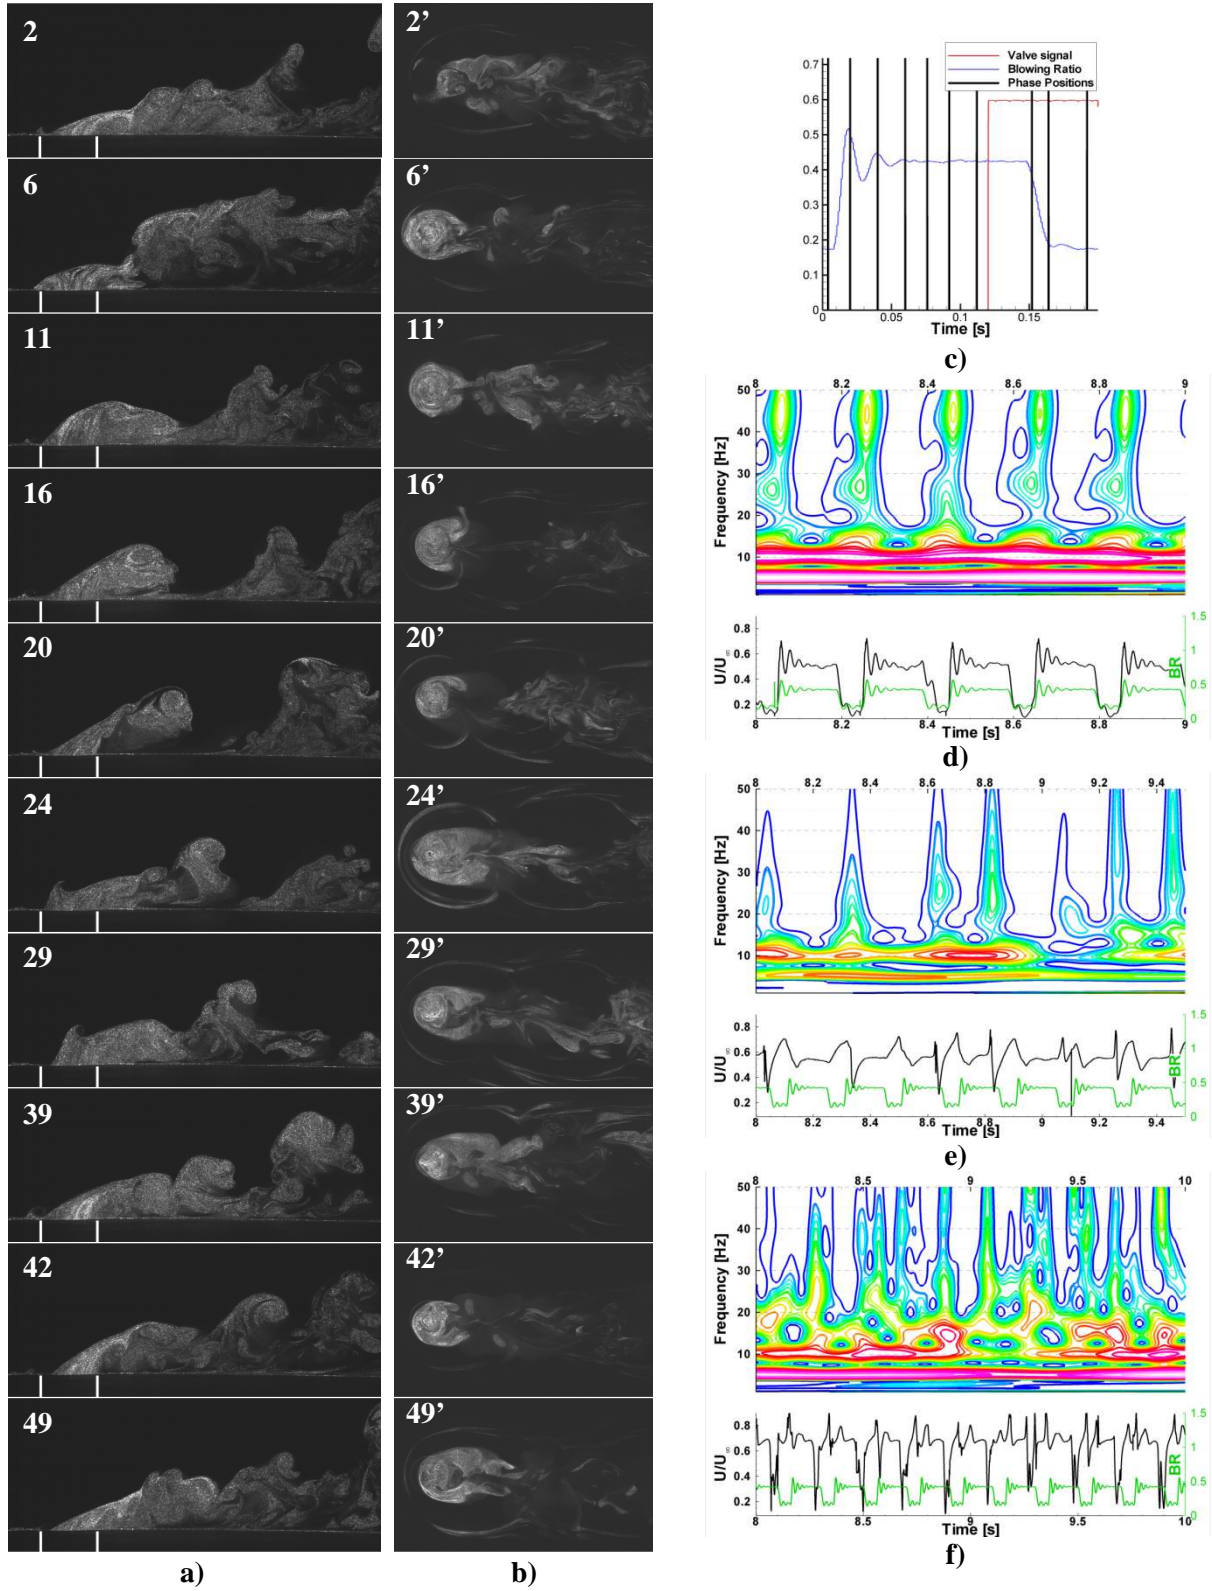 2
2’
6
6’
11
11’
16
16’
20
20’
24
24’
29
29’
39
39’
42
42’
49
49’
a)
b)
Valve signal
Blowing Ratio
Phase Positions
0.7
0.6
0.5
0.4
0.3
0.2
0.1
0
0 0.05 0.1 0.15
Time [s]
c)
8 8.2 8.4 8.6 8.8 9
50
40
30
20
10
Frequency [Hz]
0.8
0.6
0.4
0.2
U/U∞
1.5
1
0.5
0
BR
8 8.2 8.4 8.6 8.8 9
Time [s]
d)
8 8.2 8.4 8.6 8.8 9 9.2 9.4
50
40
30
20
10
Frequency [Hz]
0.8
0.6
0.4
0.2
U/U∞
1.5
1
0.5
0
BR
8 8.2 8.4 8.6 8.8 9 9.2 9.4
Time [s]
e)
8 8.5 9 9.5 10
50
40
30
20
10
Frequency [Hz]
0.8
0.6
0.4
0.2
U/U∞
1.5
1
0.5
0
BR
8 8.5 9 9.5 10
Time [s]
f)